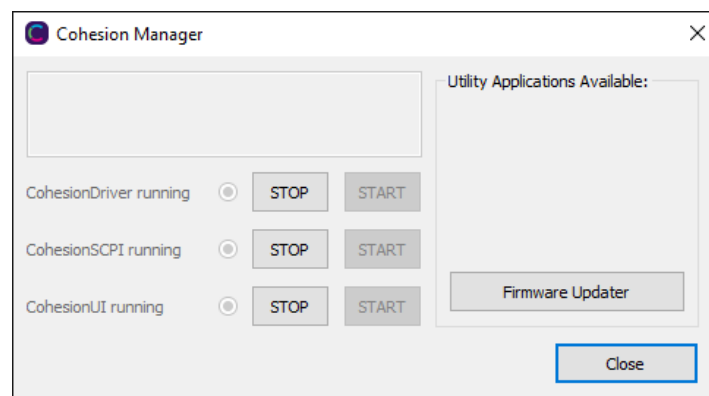 Cohesion Manager
Utility Applications Available:
CohesionDriver running STOP START
CohesionSCPI running STOP START
CohesionUI running STOP START
Firmware Updater
Close